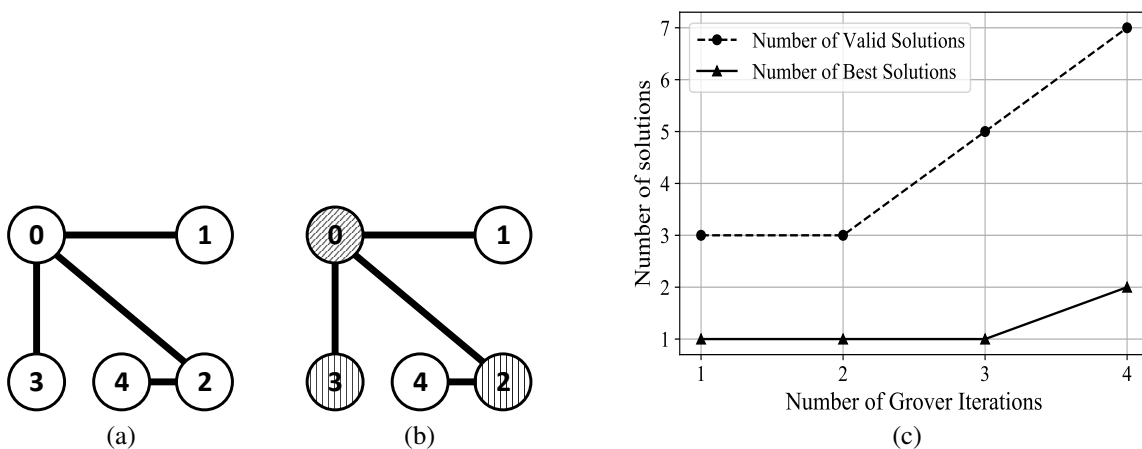 0 1
3 4 2
(a)
0 1
3 4 2
(b)
Number of solutions
7
6
5
4
3
2
1
Number of Valid Solutions
Number of Best Solutions
1 2 3 4
Number of Grover Iterations
(c)